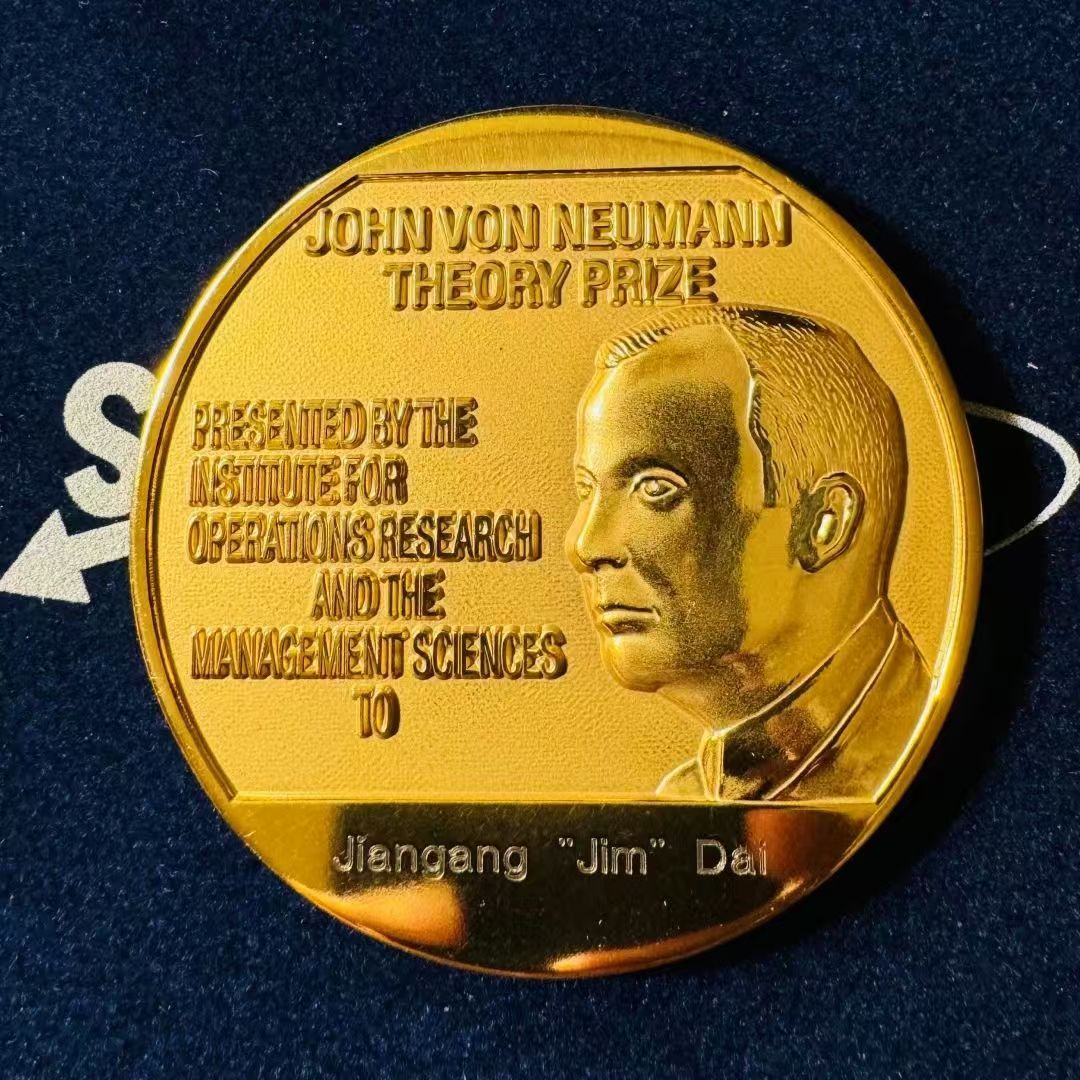 JOHN VON NEUMANN
THEORY PRIZE
PRESENTED BY THE
INSTITUTE FOR
OPERATIONS RESEARCH
AND THE
MANAGEMENT SCIENCES
TO
Jiangang "Jim" Dai
S